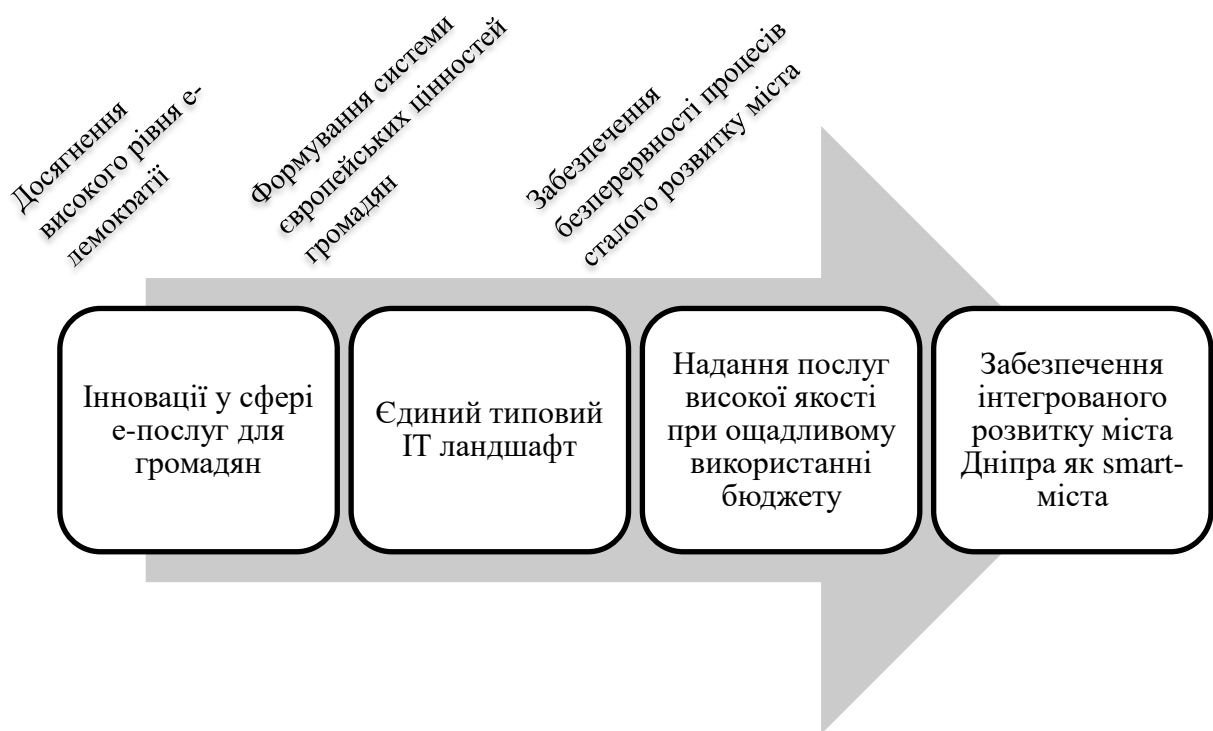 Досягнення
високого рівня е-
демократії
Формування системи
європейських цінностей
громадян
Забезпечення
безперервності процесів
сталого розвитку міста
Інновації у сфері
е-послуг для
громадян
Єдиний типовий
ІТ ландшафт
Надання послуг
високої якості
при ощадливому
використанні
бюджету
Забезпечення
інтегрованого
розвитку міста
Дніпра як smart-
міста